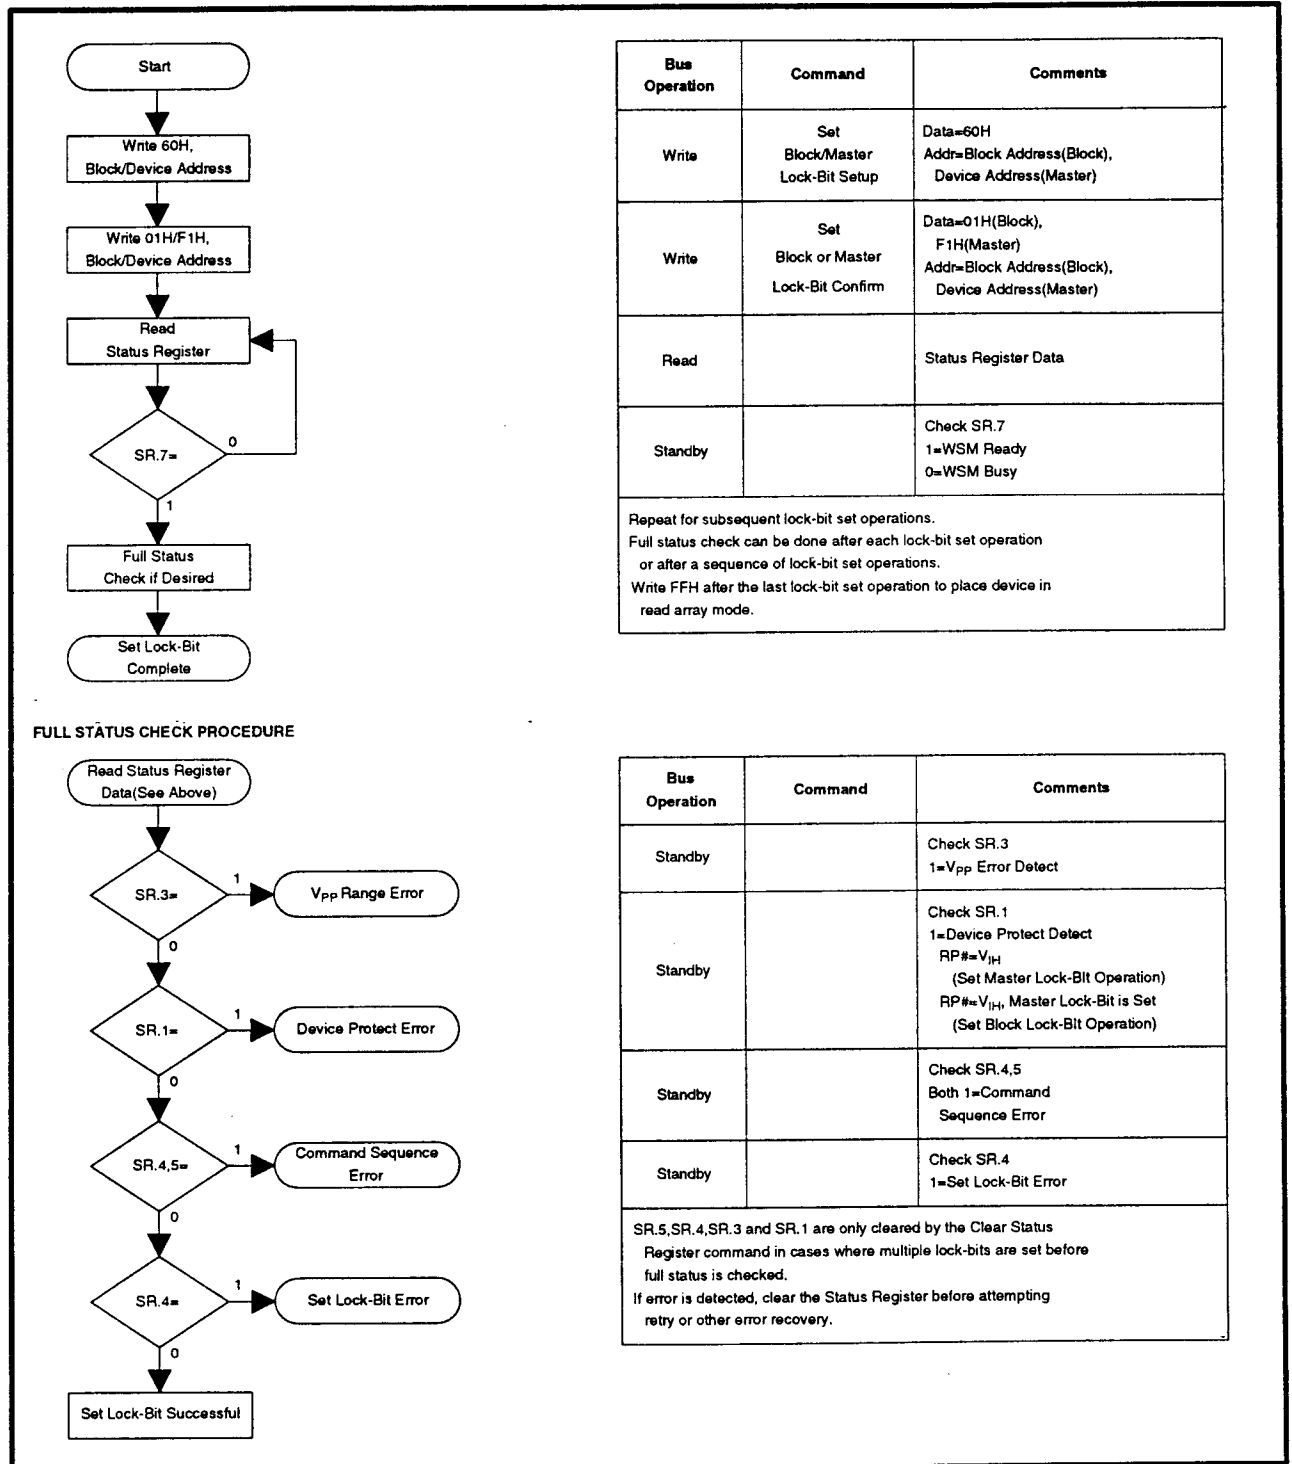 Start
Write 60H,
Block/Device Address
Write 01H/F1H,
Block/Device Address
Read
Status Register
SR.7=
0
1
Full Status
Check if Desired
Set Lock-Bit
Complete
Bus
Operation
Command
Comments
Write
Set
Block/Master
Lock-Bit Setup
Data=60H
Addr=Block Address(Block),
Device Address(Master)
Write
Set
Block or Master
Lock-Bit Confirm
Data=01H(Block),
F1H(Master)
Addr=Block Address(Block),
Device Address(Master)
Read
Status Register Data
Standby
Check SR.7
1=WSM Ready
0=WSM Busy
Repeat for subsequent lock-bit set operations.
Full status check can be done after each lock-bit set operation
or after a sequence of lock-bit set operations.
Write FFH after the last lock-bit set operation to place device in
read array mode.
FULL STATUS CHECK PROCEDURE
Read Status Register
Data(See Above)
SR.3=
1
VPP Range Error
0
SR.1=
1
Device Protect Error
0
SR.4,5=
1
Command Sequence
Error
0
SR.4=
1
Set Lock-Bit Error
0
Set Lock-Bit Successful
Bus
Operation
Command
Comments
Standby
Check SR.3
1=VPP Error Detect
Standby
Check SR.1
1=Device Protect Detect
RP#=VIH
(Set Master Lock-Bit Operation)
RP#=VIH, Master Lock-Bit is Set
(Set Block Lock-Bit Operation)
Standby
Check SR.4,5
Both 1=Command
Sequence Error
Standby
Check SR.4
1=Set Lock-Bit Error
SR.5,SR.4,SR.3 and SR.1 are only cleared by the Clear Status
Register command in cases where multiple lock-bits are set before
full status is checked.
If error is detected, clear the Status Register before attempting
retry or other error recovery.